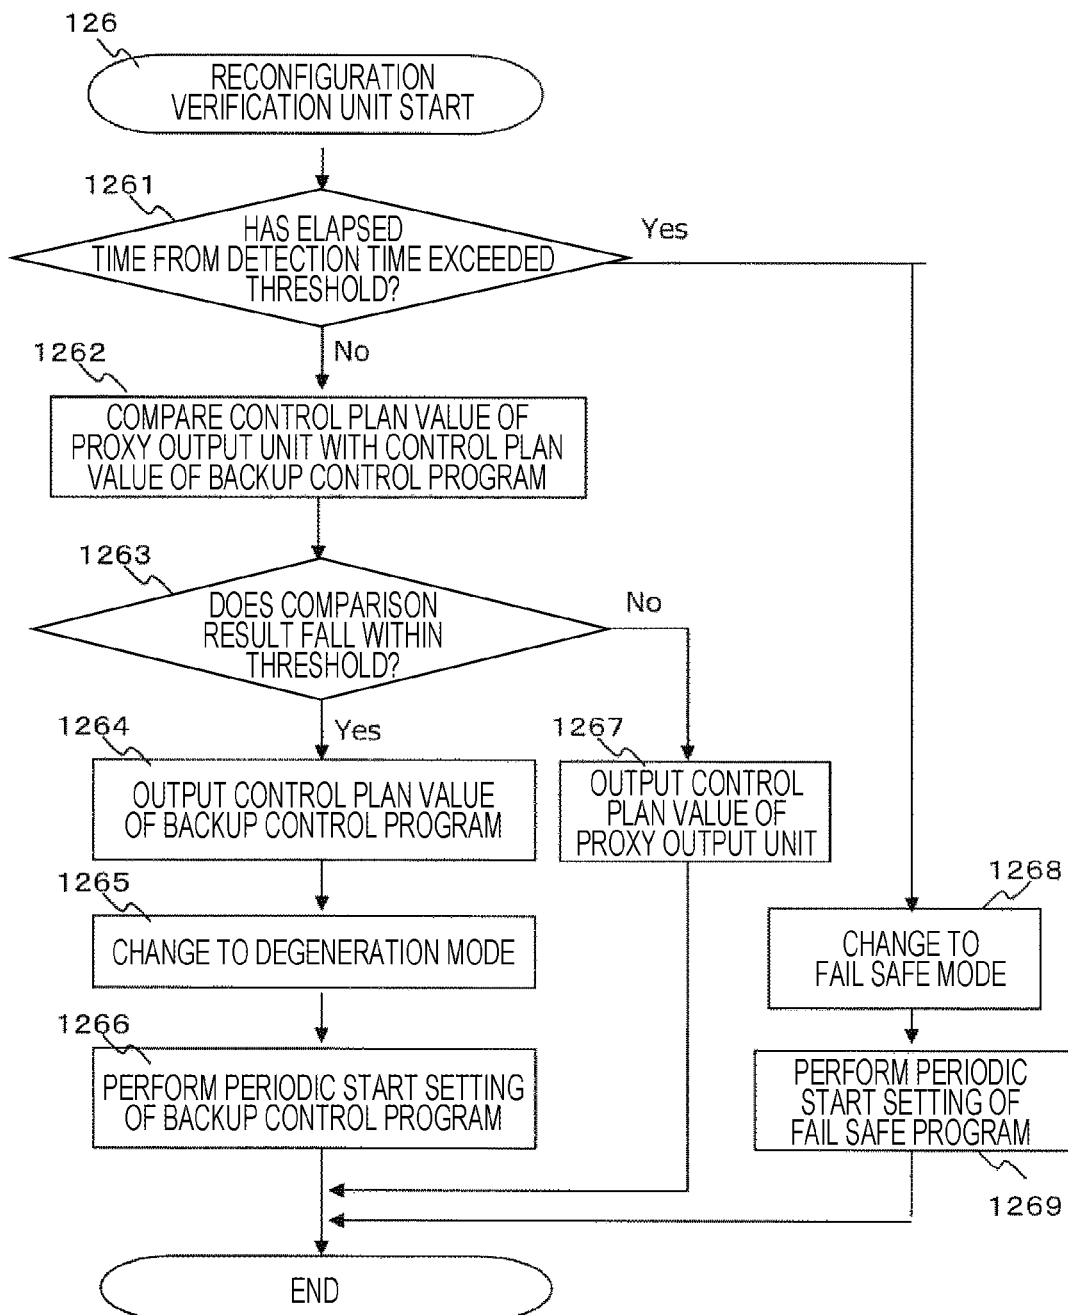 126
RECONFIGURATION
VERIFICATION UNIT START
1261
HAS ELAPSED
TIME FROM DETECTION TIME EXCEEDED
THRESHOLD?
Yes
No
1262
COMPARE CONTROL PLAN VALUE OF
PROXY OUTPUT UNIT WITH CONTROL PLAN
VALUE OF BACKUP CONTROL PROGRAM
1263
DOES COMPARISON
RESULT FALL WITHIN
THRESHOLD?
No
Yes
1264
OUTPUT CONTROL PLAN VALUE
OF BACKUP CONTROL PROGRAM
1267
OUTPUT CONTROL
PLAN VALUE OF
PROXY OUTPUT UNIT
1265
CHANGE TO DEGENERATION MODE
1268
CHANGE TO
FAIL SAFE MODE
1266
PERFORM PERIODIC START SETTING
OF BACKUP CONTROL PROGRAM
PERFORM PERIODIC
START SETTING OF
FAIL SAFE PROGRAM
1269
END